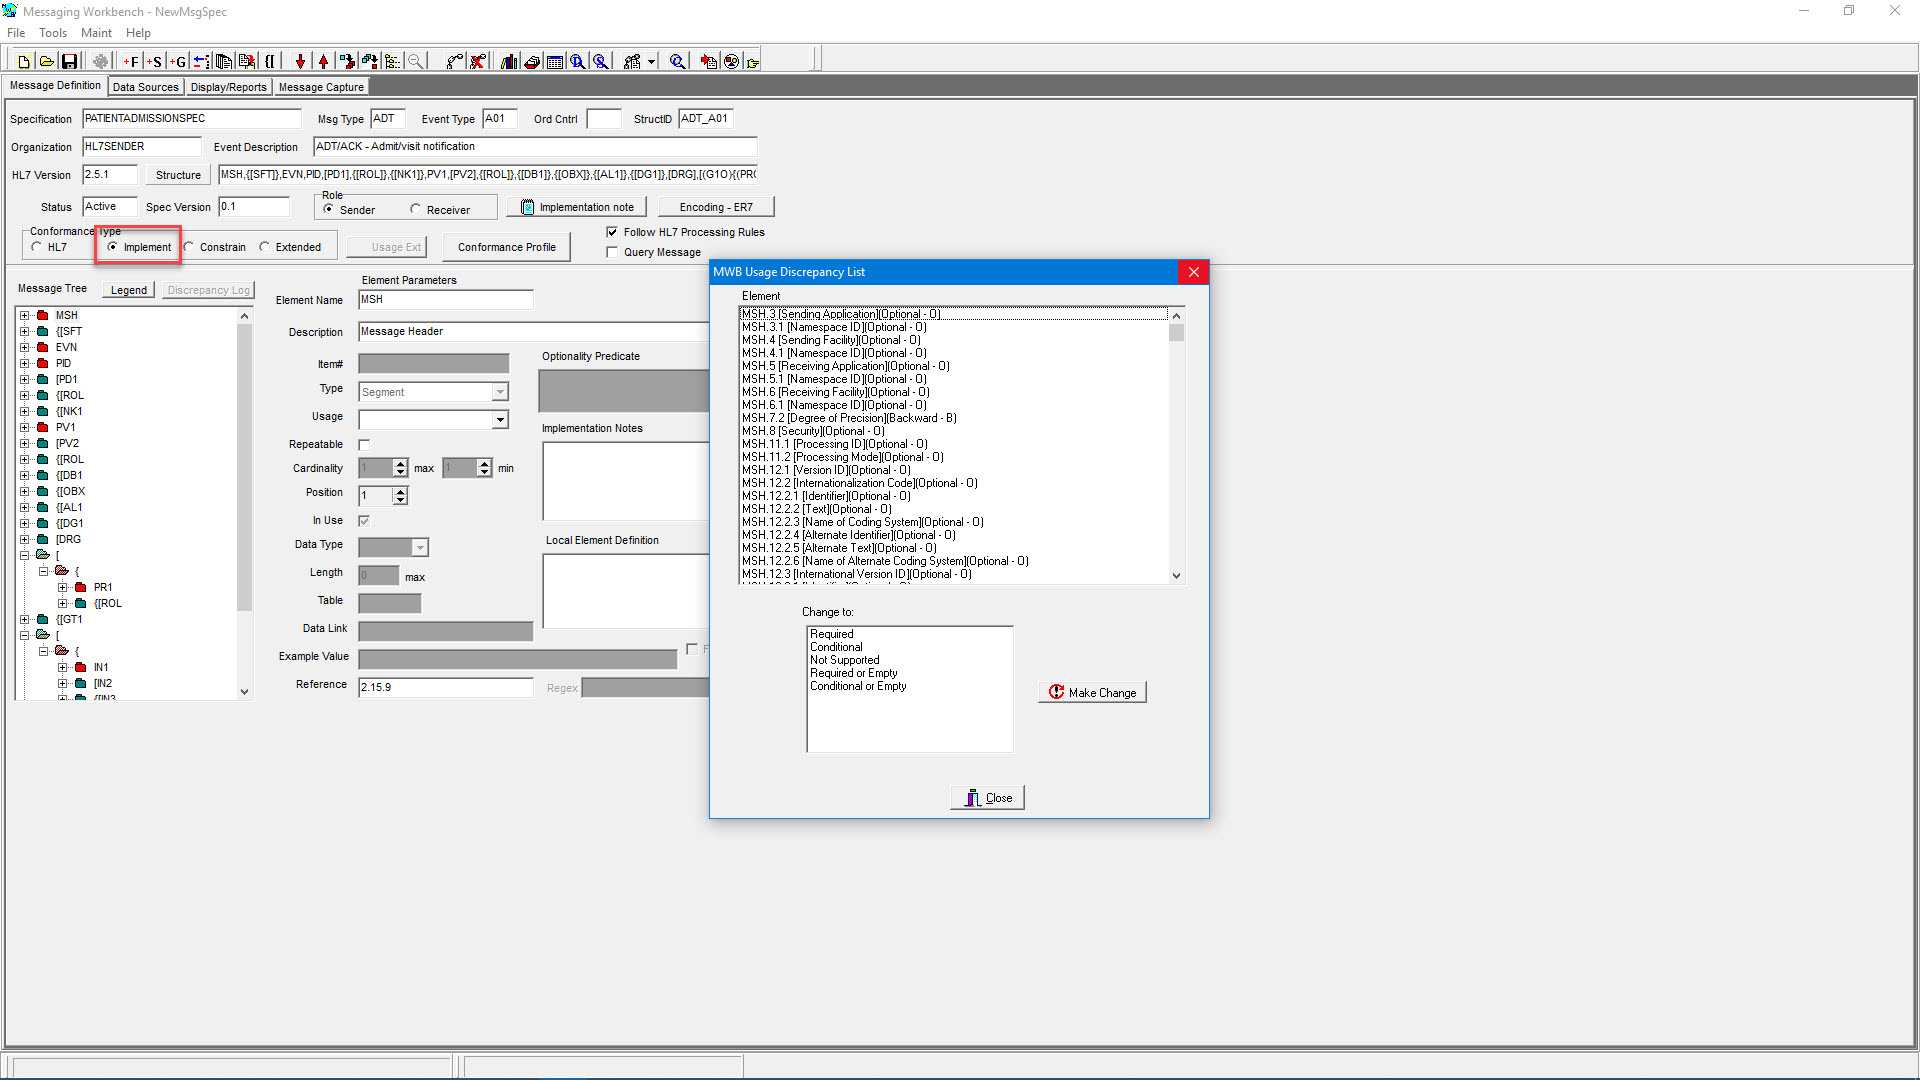 Messaging Workbench - NewMsgSpec
File Tools Maint Help
+F +S +G {[
Message Definition Data Sources Display/Reports Message Capture
Specification PATIENTADMISSIONSPEC Msg Type ADT Event Type A01 Ord Cntrl StructID ADT_A01
Organization HL7SENDER Event Description ADT/ACK - Admit/visit notification
HL7 Version 2.5.1 Structure MSH,{[SFT]},EVN,PID,[PD1],{[ROL]},{[NK1]},PV1,[PV2],{[ROL]},{[DB1]},{[OBX]},{[AL1]},{[DG1]},[DRG],[(G1O){(PR(
Status Active Spec Version 0.1 Role Sender Receiver Implementation note Encoding - ER7
Conformance Type HL7 Implement Constrain Extended Usage Ext Conformance Profile
Follow HL7 Processing Rules
Query Message
Message Tree Legend Discrepancy Log
MSH
{[SFT
EVN
PID
[PD1
{[ROL
{[NK1
PV1
[PV2
{[ROL
{[DB1
{[OBX
{[AL1
{[DG1
[DRG
[
{
PR1
{[ROL
{[GT1
[
{
IN1
[IN2
{[IN3
Element Parameters
Element Name MSH
Description Message Header
Item# Optionality Predicate
Type Segment
Usage
Implementation Notes
Repeatable
Cardinality 1 max 1 min
Position 1
In Use
Data Type Local Element Definition
Length 0 max
Table
Data Link
Example Value F
Reference 2.15.9 Regex
MWB Usage Discrepancy List
Element
MSH.3 [Sending Application](Optional - O)
MSH.3.1 [Namespace ID](Optional - O)
MSH.4 [Sending Facility](Optional - O)
MSH.4.1 [Namespace ID](Optional - O)
MSH.5 [Receiving Application](Optional - O)
MSH.5.1 [Namespace ID](Optional - O)
MSH.6 [Receiving Facility](Optional - O)
MSH.6.1 [Namespace ID](Optional - O)
MSH.7.2 [Degree of Precision](Backward - B)
MSH.8 [Security](Optional - O)
MSH.11.1 [Processing ID](Optional - O)
MSH.11.2 [Processing Mode](Optional - O)
MSH.12.1 [Version ID](Optional - O)
MSH.12.2 [Internationalization Code](Optional - O)
MSH.12.2.1 [Identifier](Optional - O)
MSH.12.2.2 [Text](Optional - O)
MSH.12.2.3 [Name of Coding System](Optional - O)
MSH.12.2.4 [Alternate Identifier](Optional - O)
MSH.12.2.5 [Alternate Text](Optional - O)
MSH.12.2.6 [Name of Alternate Coding System](Optional - O)
MSH.12.3 [International Version ID](Optional - O)
Change to:
Required
Conditional
Not Supported
Required or Empty
Conditional or Empty
Make Change
Close